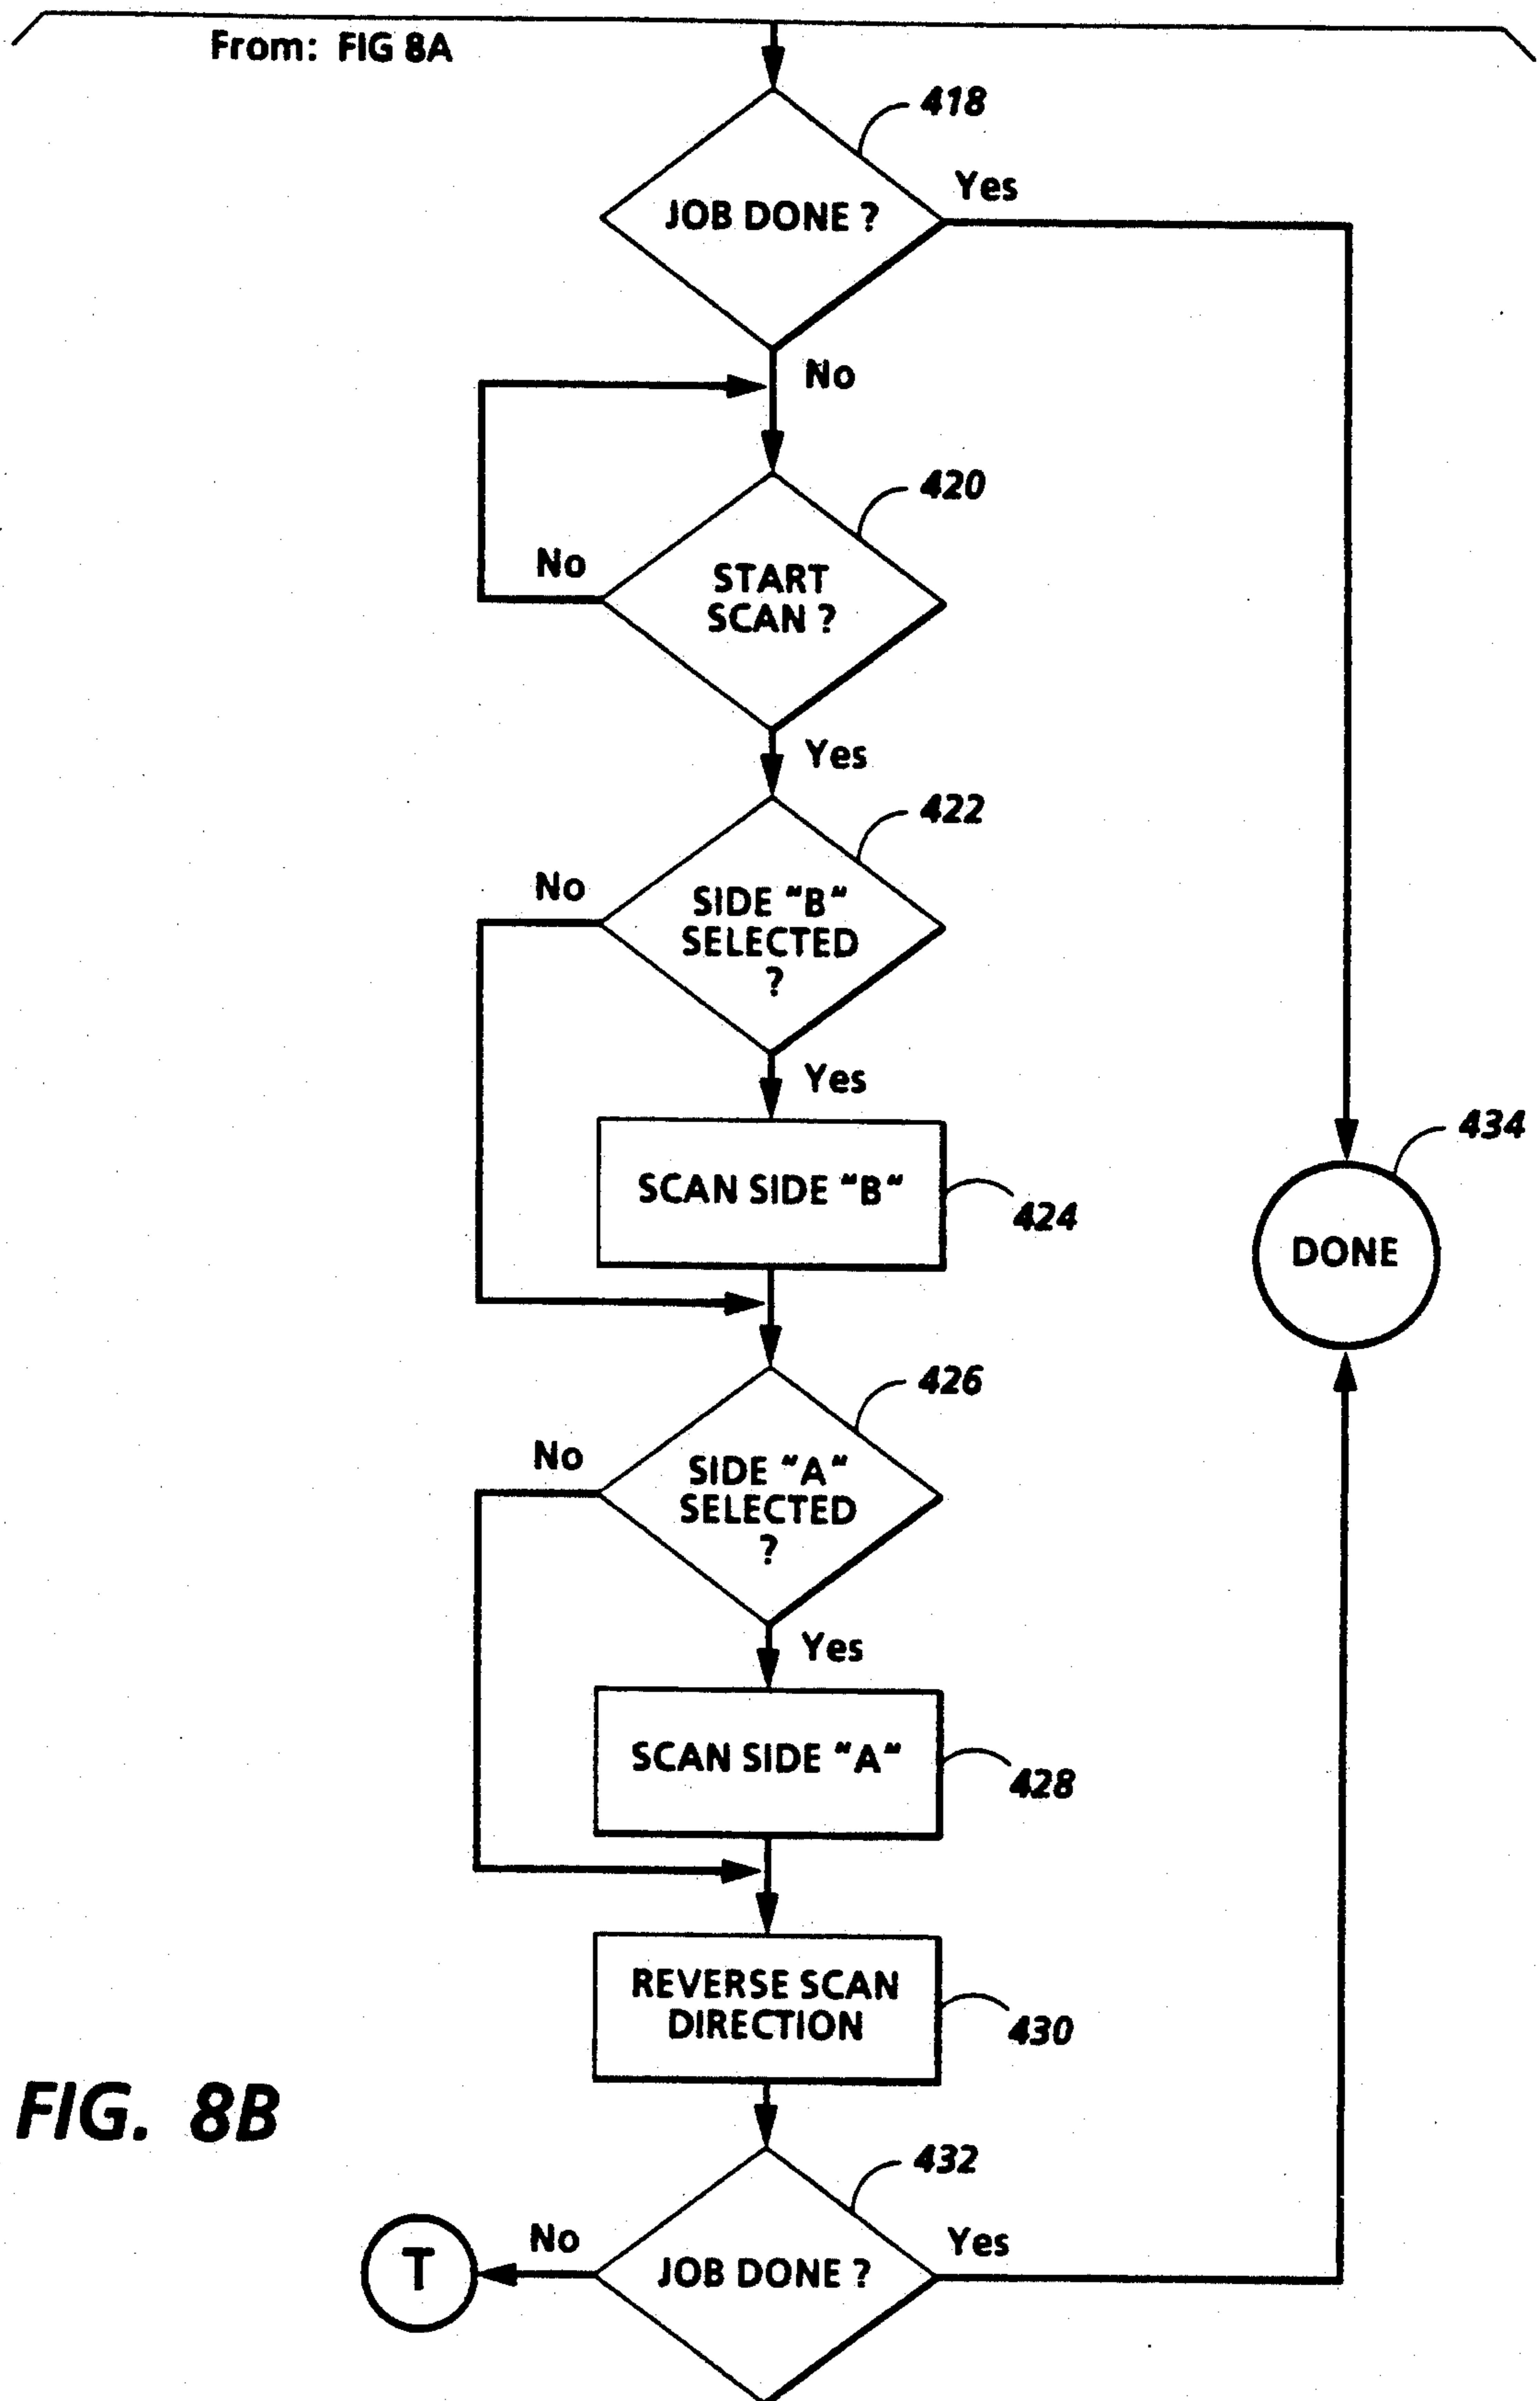 From: FIG 8A
418
JOB DONE ?
Yes
No
420
START
SCAN ?
No
Yes
422
SIDE "B"
SELECTED
?
No
Yes
SCAN SIDE "B"
424
434
DONE
426
SIDE "A"
SELECTED
?
No
Yes
SCAN SIDE "A"
428
REVERSE SCAN
DIRECTION
430
FIG. 8B
432
JOB DONE ?
No
Yes
T